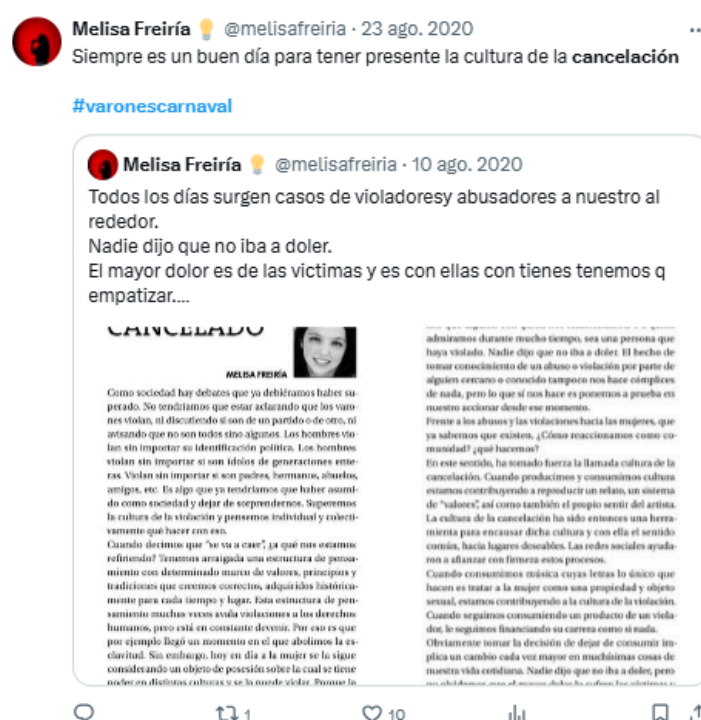 Melisa Freiría 💡 @melisafreiria · 23 ago. 2020
Siempre es un buen día para tener presente la cultura de la cancelación
#varonescarnaval
Melisa Freiría 💡 @melisafreiria · 10 ago. 2020
Todos los días surgen casos de violadoresy abusadores a nuestro al
rededor.
Nadie dijo que no iba a doler.
El mayor dolor es de las victimas y es con ellas con tienes tenemos q
empatizar....
CANCELADO
MELISA FREIRÍA
Como sociedad hay debates que ya debiéramos haber su-
perado. No tendríamos que estar aclarando que los varo-
nes violan, ni discutiendo si son de un partido o de otro, ni
avisando que no son todos sino algunos. Los hombres vio-
lan sin importar su identificación política. Los hombres
violan sin importar si son ídolos de generaciones ente-
ras. Violan sin importar si son padres, hermanos, abuelos,
amigos, etc. Es algo que ya tendríamos que haber asumi-
do como sociedad y dejar de sorprendernos. Superemos
la cultura de la violación y pensemos individual y colecti-
vamente qué hacer con eso.
Cuando decimos que "se va a caer", ¿a qué nos estamos
refiriendo? Tenemos arraigada una estructura de pensa-
miento con determinado marco de valores, principios y
tradiciones que creemos correctos, adquiridos histórica-
mente para cada tiempo y lugar. Esta estructura de pen-
samiento muchas veces avala violaciones a los derechos
humanos, pero está en constante devenir. Por eso es que
por ejemplo llegó un momento en el que abolimos la es-
clavitud. Sin embargo, hoy en día a la mujer se la sigue
considerando un objeto de posesión sobre la cual se tiene
poder en distintas culturas y se la puede violar. Porque la
admiramos durante mucho tiempo, sea una persona que
haya violado. Nadie dijo que no iba a doler. El hecho de
tomar conocimiento de un abuso o violación por parte de
alguien cercano o conocido tampoco nos hace cómplices
de nada, pero lo que sí nos hace es ponernos a prueba en
nuestro accionar desde ese momento.
Frente a los abusos y las violaciones hacia las mujeres, que
ya sabemos que existen, ¿Cómo reaccionamos como co-
munidad? ¿qué hacemos?
En este sentido, ha tomado fuerza la llamada cultura de la
cancelación. Cuando producimos y consumimos cultura
estamos contribuyendo a reproducir un relato, un sistema
de "valores", así como también el propio sentir del artista.
La cultura de la cancelación ha sido entonces una herra-
mienta para encausar dicha cultura y con ella el sentido
común, hacia lugares deseables. Las redes sociales ayuda-
ron a afianzar con firmeza estos procesos.
Cuando consumimos música cuyas letras lo único que
hacen es tratar a la mujer como una propiedad y objeto
sexual, estamos contribuyendo a la cultura de la violación.
Cuando seguimos consumiendo un producto de un viola-
dor, le seguimos financiando su carrera como si nada.
Obviamente tomar la decisión de dejar de consumir im-
plica un cambio cada vez mayor en muchísimas cosas de
nuestra vida cotidiana. Nadie dijo que no iba a doler, pero
1
10